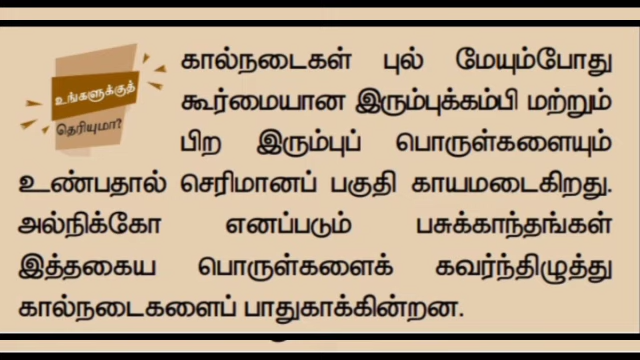 உங்களுக்குத்
தெரியுமா?
கால்நடைகள் புல் மேயும்போது
கூர்மையான இரும்புக்கம்பி மற்றும்
பிற இரும்புப் பொருள்களையும்
உண்பதால் செரிமானப் பகுதி காயமடைகிறது.
அல்நிக்கோ எனப்படும் பசுக்காந்தங்கள்
இத்தகைய பொருள்களைக் கவர்ந்திழுத்து
கால்நடைகளைப் பாதுகாக்கின்றன.